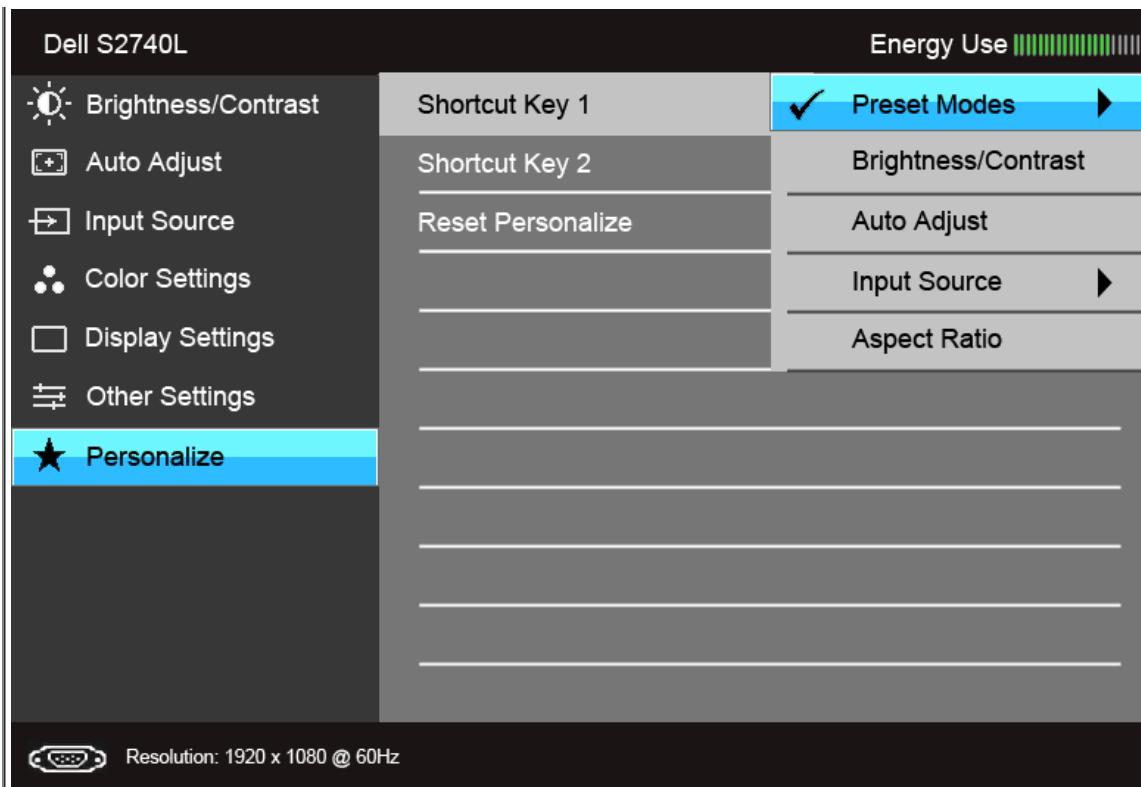 Dell S2740L
Energy Use
Brightness/Contrast
Auto Adjust
Input Source
Color Settings
Display Settings
Other Settings
Personalize
Shortcut Key 1
Shortcut Key 2
Reset Personalize
Preset Modes
Brightness/Contrast
Auto Adjust
Input Source
Aspect Ratio
Resolution: 1920 x 1080 @ 60Hz